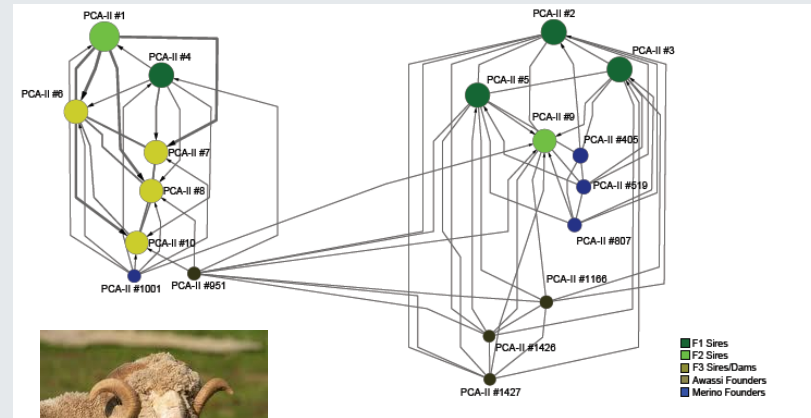 PCA-II #1
PCA-II #2
PCA-II #3
PCA-II #4
PCA-II #5
PCA-II #6
PCA-II #9
PCA-II #405
PCA-II #7
PCA-II #8
PCA-II #519
PCA-II #807
PCA-II #10
PCA-II #1166
PCA-II #1001
PCA-II #951
PCA-II #1426
PCA-II #1427
F1 Sires
F2 Sires
F3 Sires/Dams
Awassi Founders
Merino Founders